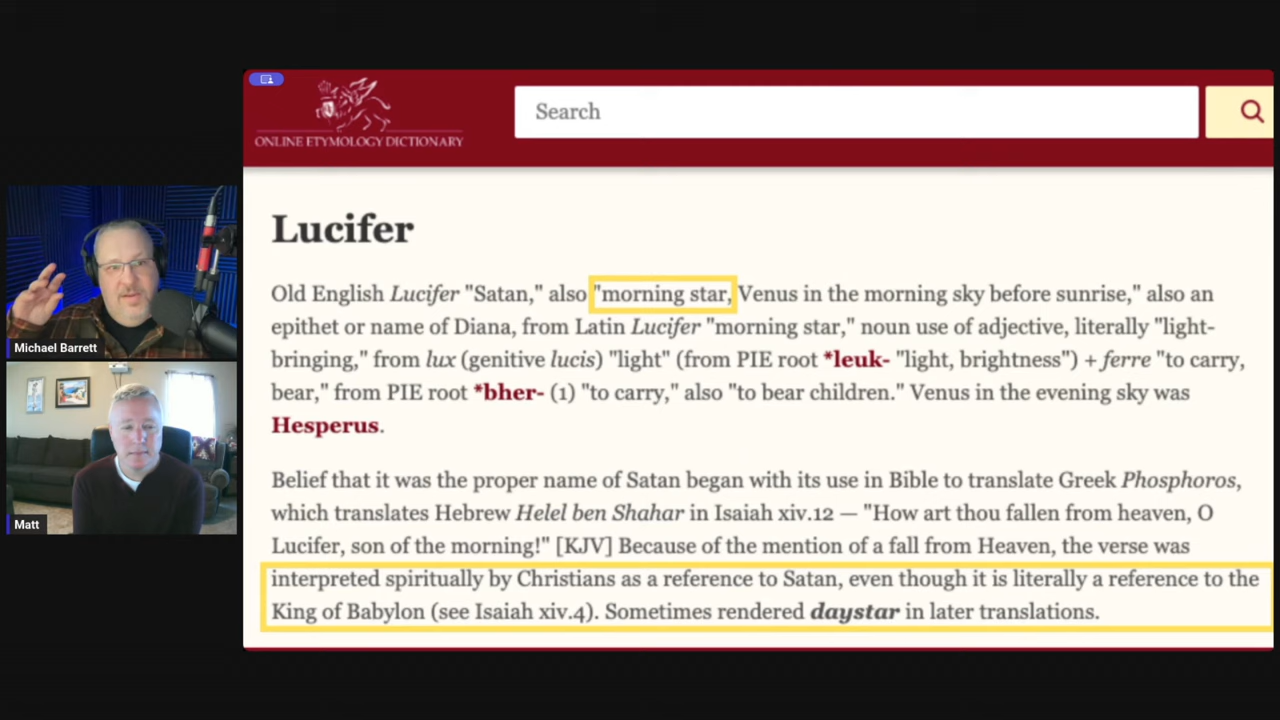 ONLINE ETYMOLOGY DICTIONARY
Search
Lucifer
Old English Lucifer "Satan," also "morning star, Venus in the morning sky before sunrise," also an
epithet or name of Diana, from Latin Lucifer "morning star," noun use of adjective, literally "light-
bringing," from lux (genitive lucis) "light" (from PIE root *leuk- "light, brightness") + ferre "to carry,
bear," from PIE root *bher- (1) "to carry," also "to bear children." Venus in the evening sky was
Hesperus.
Belief that it was the proper name of Satan began with its use in Bible to translate Greek Phosphoros,
which translates Hebrew Helel ben Shahar in Isaiah xiv.12 — "How art thou fallen from heaven, O
Lucifer, son of the morning!" [KJV] Because of the mention of a fall from Heaven, the verse was
interpreted spiritually by Christians as a reference to Satan, even though it is literally a reference to the
King of Babylon (see Isaiah xiv.4). Sometimes rendered daystar in later translations.
Michael Barrett
Matt